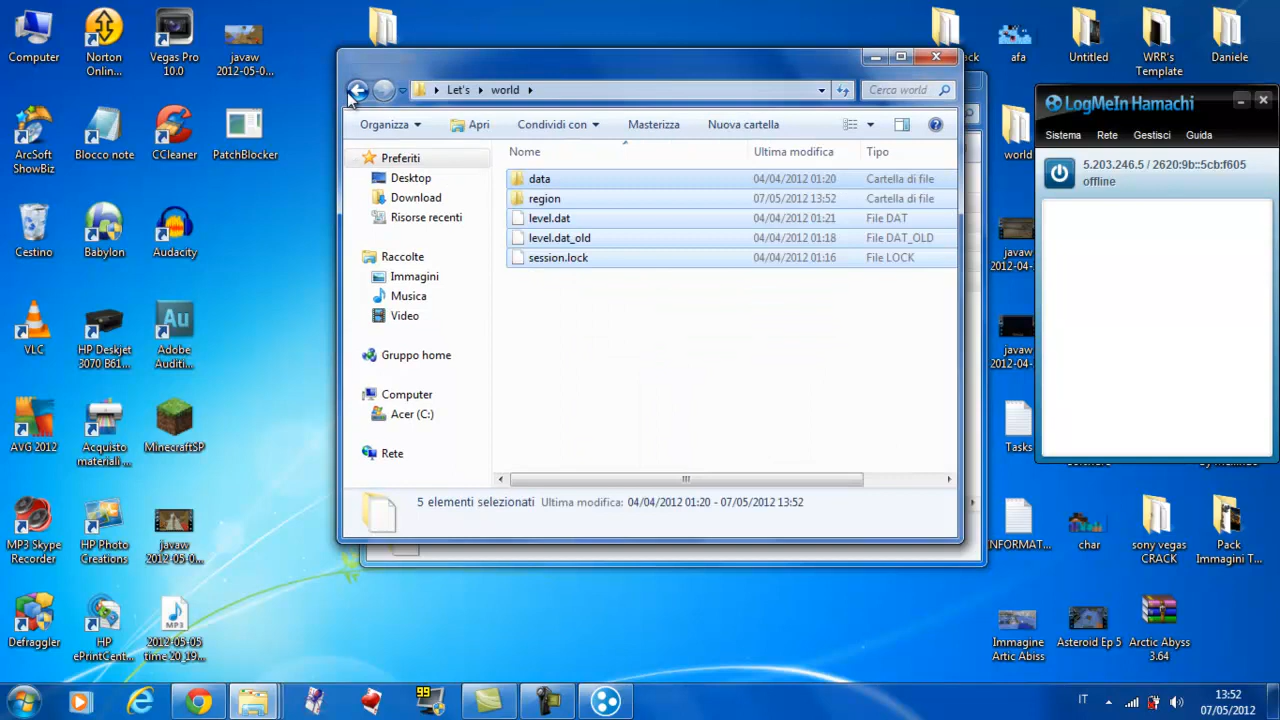 Computer
Norton
Onlin...
Vegas Pro
10.0
javaw
2012-05-0...
ack
afa
Untitled
WRR's
Template
Daniele
ArcSoft
ShowBiz
Blocco note
CCleaner
PatchBlocker
world
Cestino
Babylon
Audacity
javaw
2012-04-...
VLC
HP Deskjet
3070 B61...
Adobe
Auditi...
javaw
2012-04-...
AVG 2012
Acquisto
materiali ...
MinecraftSP
Tasks
MP3 Skype
Recorder
HP Photo
Creations
javaw
2012-05-0...
INFORMAT...
char
sony vegas
CRACK
Pack
Immagini T...
Defraggler
HP
ePrintCent...
MP3
2012-05-05
time 20_19...
Immagine
Artic Abiss
Asteroid Ep 5
Arctic Abyss
3.64
Let's
world
Cerca world
Organizza
Apri
Condividi con
Masterizza
Nuova cartella
Preferiti
Desktop
Download
Risorse recenti
Raccolte
Immagini
Musica
Video
Gruppo home
Computer
Acer (C:)
Rete
Nome Ultima modifica Tipo
data 04/04/2012 01:20 Cartella di file
region 07/05/2012 13:52 Cartella di file
level.dat 04/04/2012 01:21 File DAT
level.dat_old 04/04/2012 01:18 File DAT_OLD
session.lock 04/04/2012 01:16 File LOCK
5 elementi selezionati Ultima modifica: 04/04/2012 01:20 - 07/05/2012 13:52
LogMeIn Hamachi
Sistema Rete Gestisci Guida
5.203.246.5 / 2620:9b::5cb:f605
offline
99
IT
13:52
07/05/2012